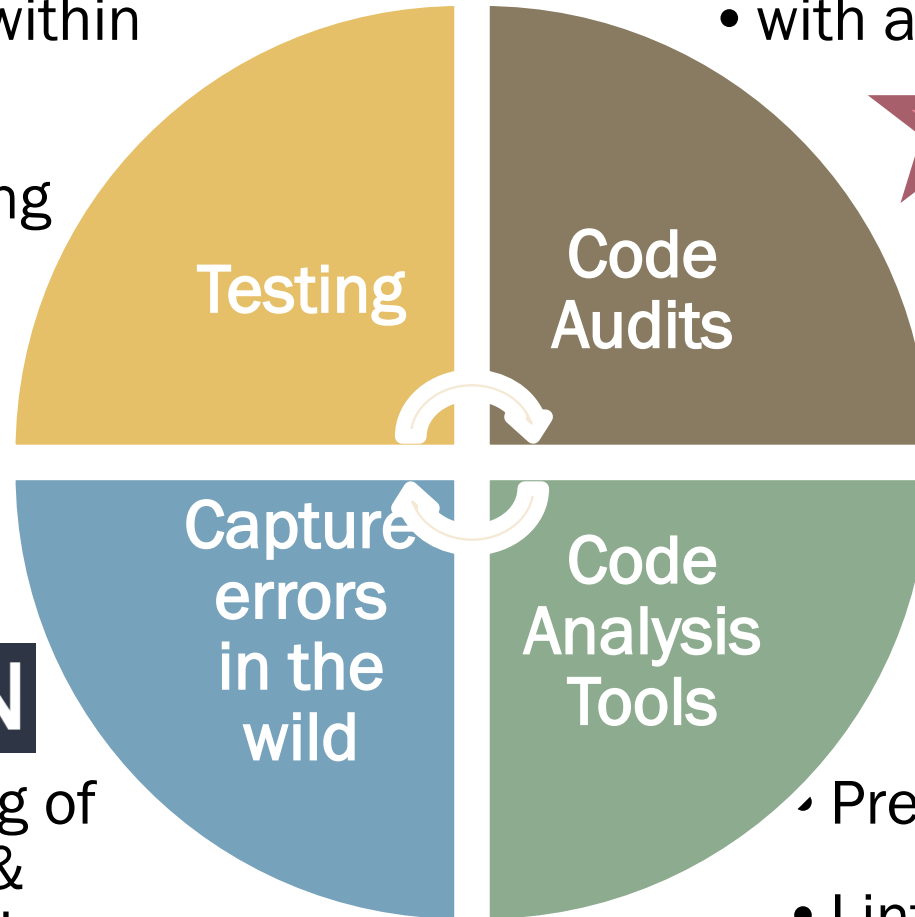 within
• with a
ng
Testing
Code
Audits
Capture
errors
in the
wild
Code
Analysis
Tools
N
g of
&
• Pre